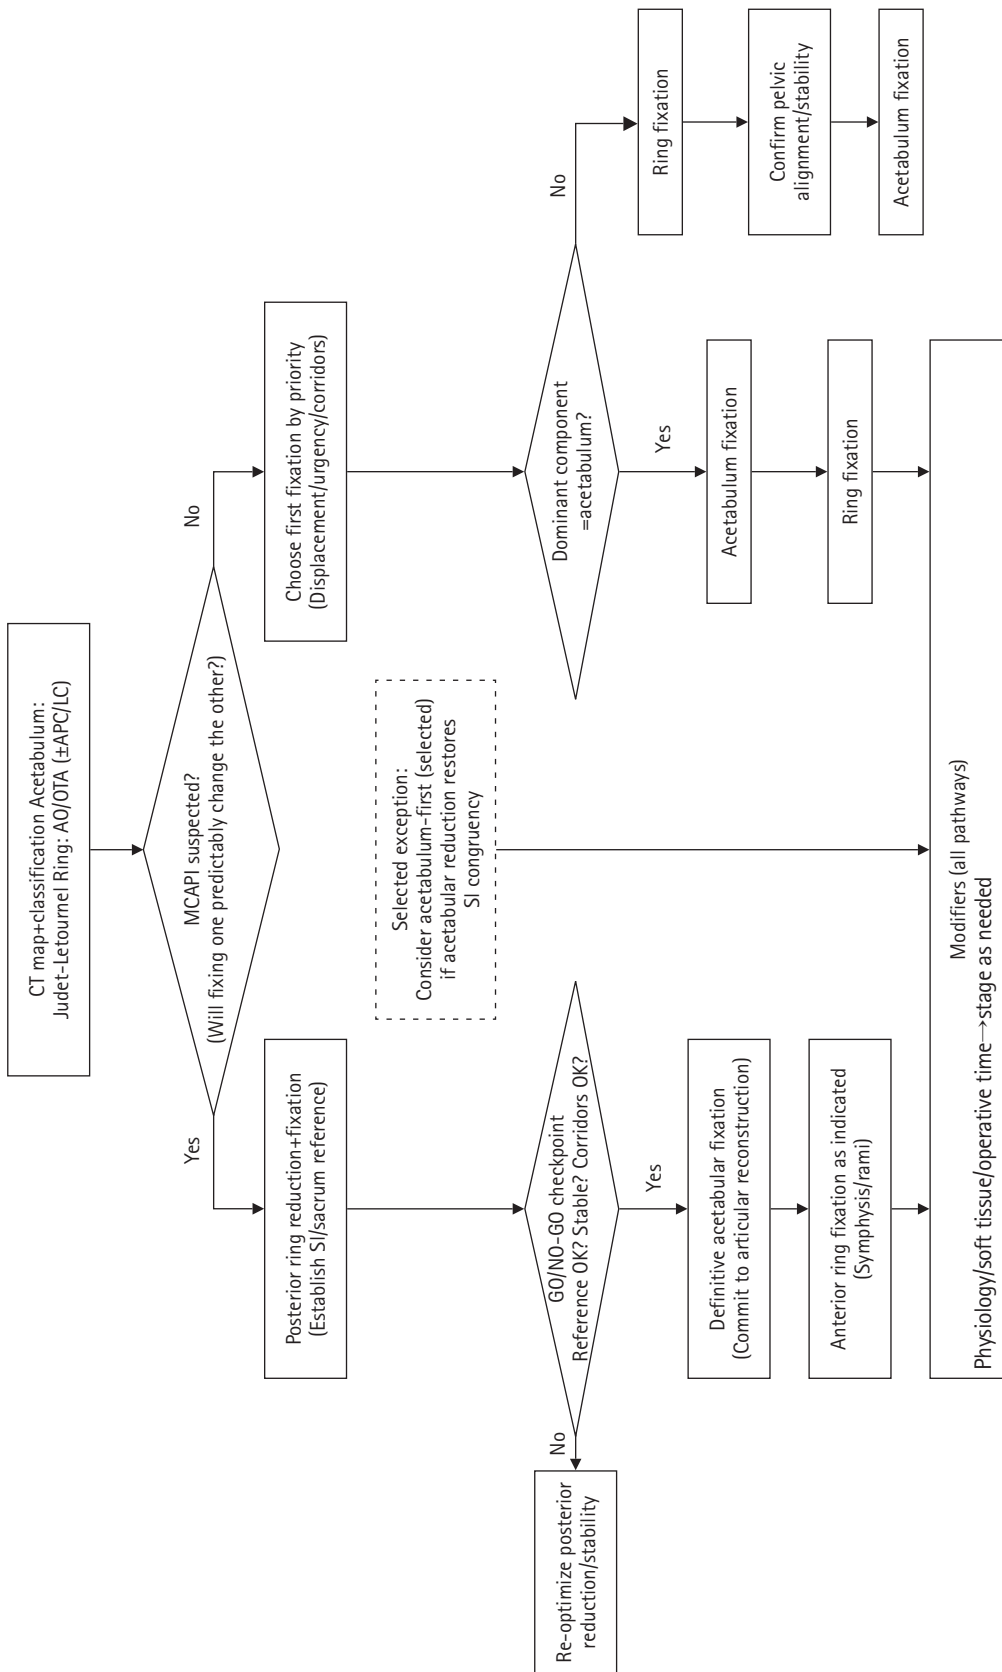 CT map+classification Acetabulum:
Judet-Letournel Ring: AO/OTA (±APC/LC)
MCAPI suspected?
(Will fixing one predictably change the other?)
Yes
No
Posterior ring reduction+fixation
(Establish SI/sacrum reference)
Choose first fixation by priority
(Displacement/urgency/corridors)
Selected exception:
Consider acetabulum-first (selected)
if acetabular reduction restores
SI congruency
GO/NO-GO checkpoint
Reference OK? Stable? Corridors OK?
No
Re-optimize posterior
reduction/stability
Yes
Definitive acetabular fixation
(Commit to articular reconstruction)
Anterior ring fixation as indicated
(Symphysis/rami)
Dominant component
=acetabulum?
Yes
Acetabulum fixation
Ring fixation
No
Ring fixation
Confirm pelvic
alignment/stability
Acetabulum fixation
Modifiers (all pathways)
Physiology/soft tissue/operative time→stage as needed